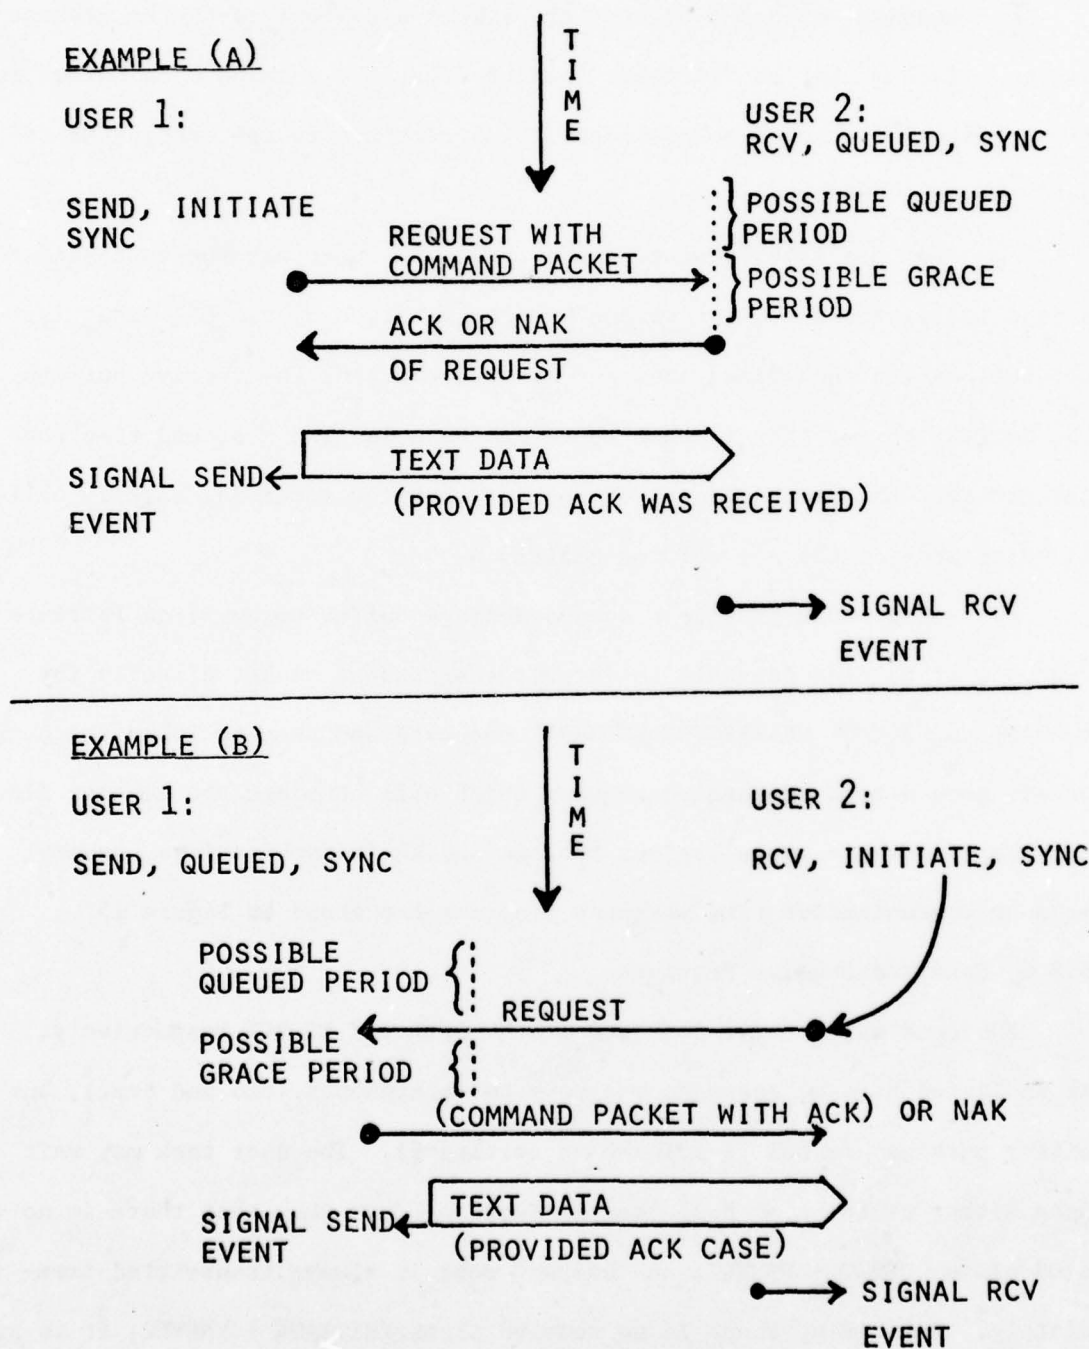 EXAMPLE (A)
TIME
USER 1:
USER 2:
RCV, QUEUED, SYNC
SEND, INITIATE
SYNC
POSSIBLE QUEUED
PERIOD
REQUEST WITH
COMMAND PACKET
POSSIBLE GRACE
PERIOD
ACK OR NAK
OF REQUEST
TEXT DATA
(PROVIDED ACK WAS RECEIVED)
SIGNAL SEND
EVENT
SIGNAL RCV
EVENT
EXAMPLE (B)
TIME
USER 1:
USER 2:
SEND, QUEUED, SYNC
RCV, INITIATE, SYNC
POSSIBLE
QUEUED PERIOD
REQUEST
POSSIBLE
GRACE PERIOD
(COMMAND PACKET WITH ACK) OR NAK
TEXT DATA
(PROVIDED ACK CASE)
SIGNAL SEND
EVENT
SIGNAL RCV
EVENT